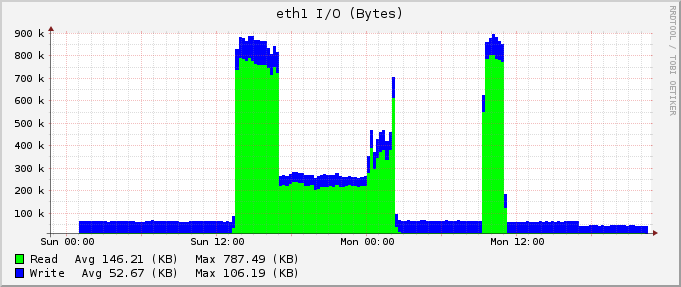 eth1 I/O (Bytes)
RRDTOOL / TOBI OETIKER
900 k
800 k
700 k
600 k
500 k
400 k
300 k
200 k
100 k
Sun 00:00 Sun 12:00 Mon 00:00 Mon 12:00
Read Avg 146.21 (KB) Max 787.49 (KB)
Write Avg 52.67 (KB) Max 106.19 (KB)